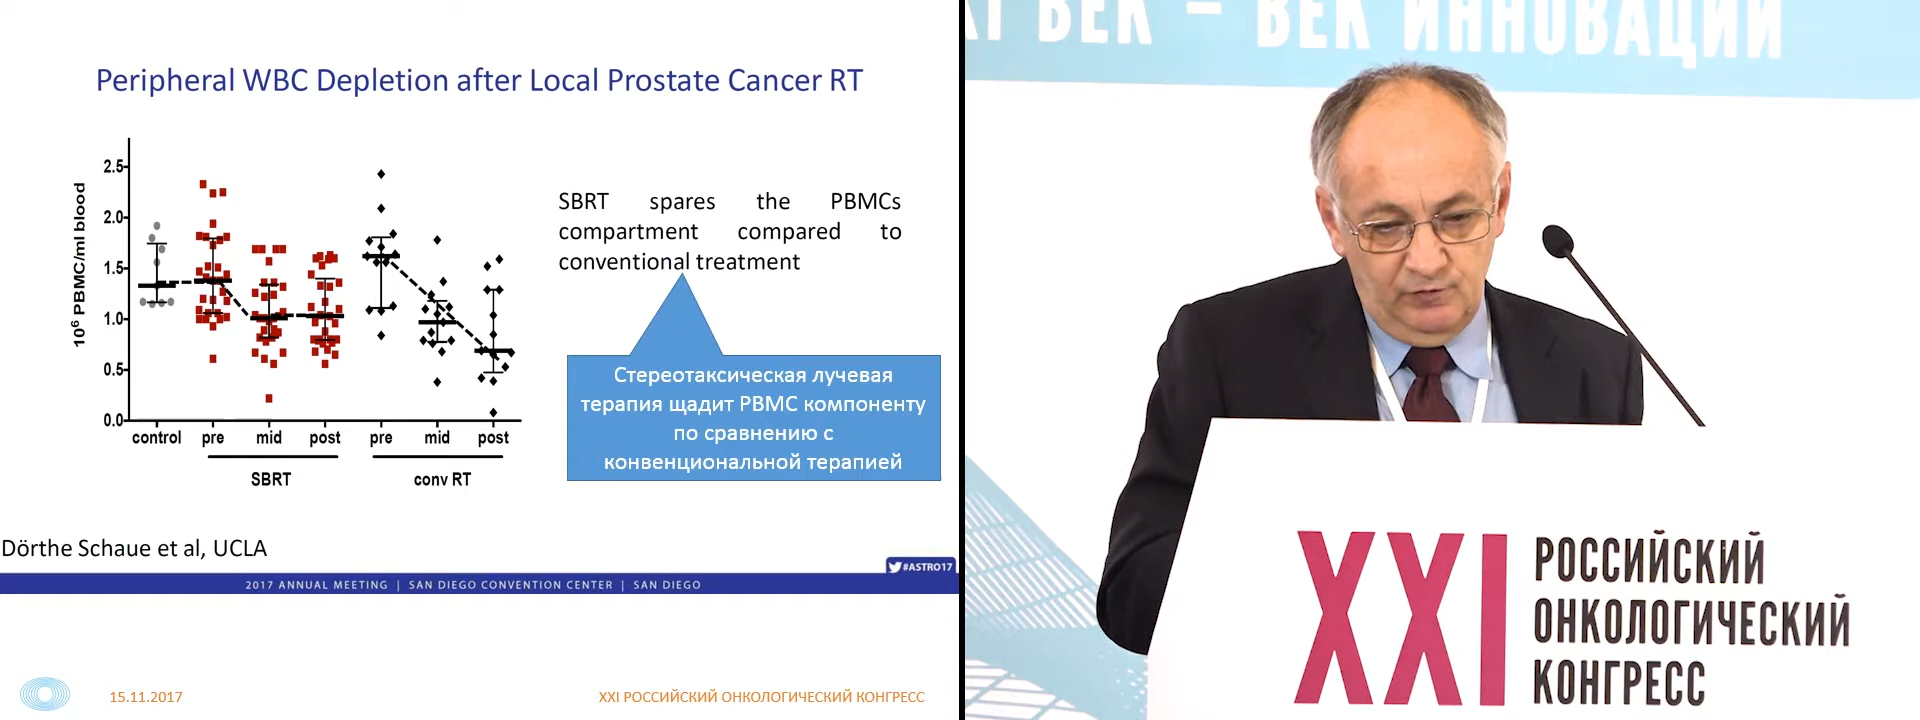 Peripheral WBC Depletion after Local Prostate Cancer RT
10⁶ PBMC/ml blood
2.5
2.0
1.5
1.0
0.5
0.0
control pre mid post pre mid post
SBRT conv RT
SBRT spares the PBMCs
compartment compared to
conventional treatment
Стереотаксическая лучевая
терапия щадит PBMC компоненту
по сравнению с
конвенциональной терапией
Dörthe Schaue et al, UCLA
#ASTRO17
2017 ANNUAL MEETING | SAN DIEGO CONVENTION CENTER | SAN DIEGO
15.11.2017
XXI РОССИЙСКИЙ ОНКОЛОГИЧЕСКИЙ КОНГРЕСС
ВЕК – ВЕК ИННОВАЦИЙ
XXI
РОССИЙСКИЙ
ОНКОЛОГИЧЕСКИЙ
КОНГРЕСС